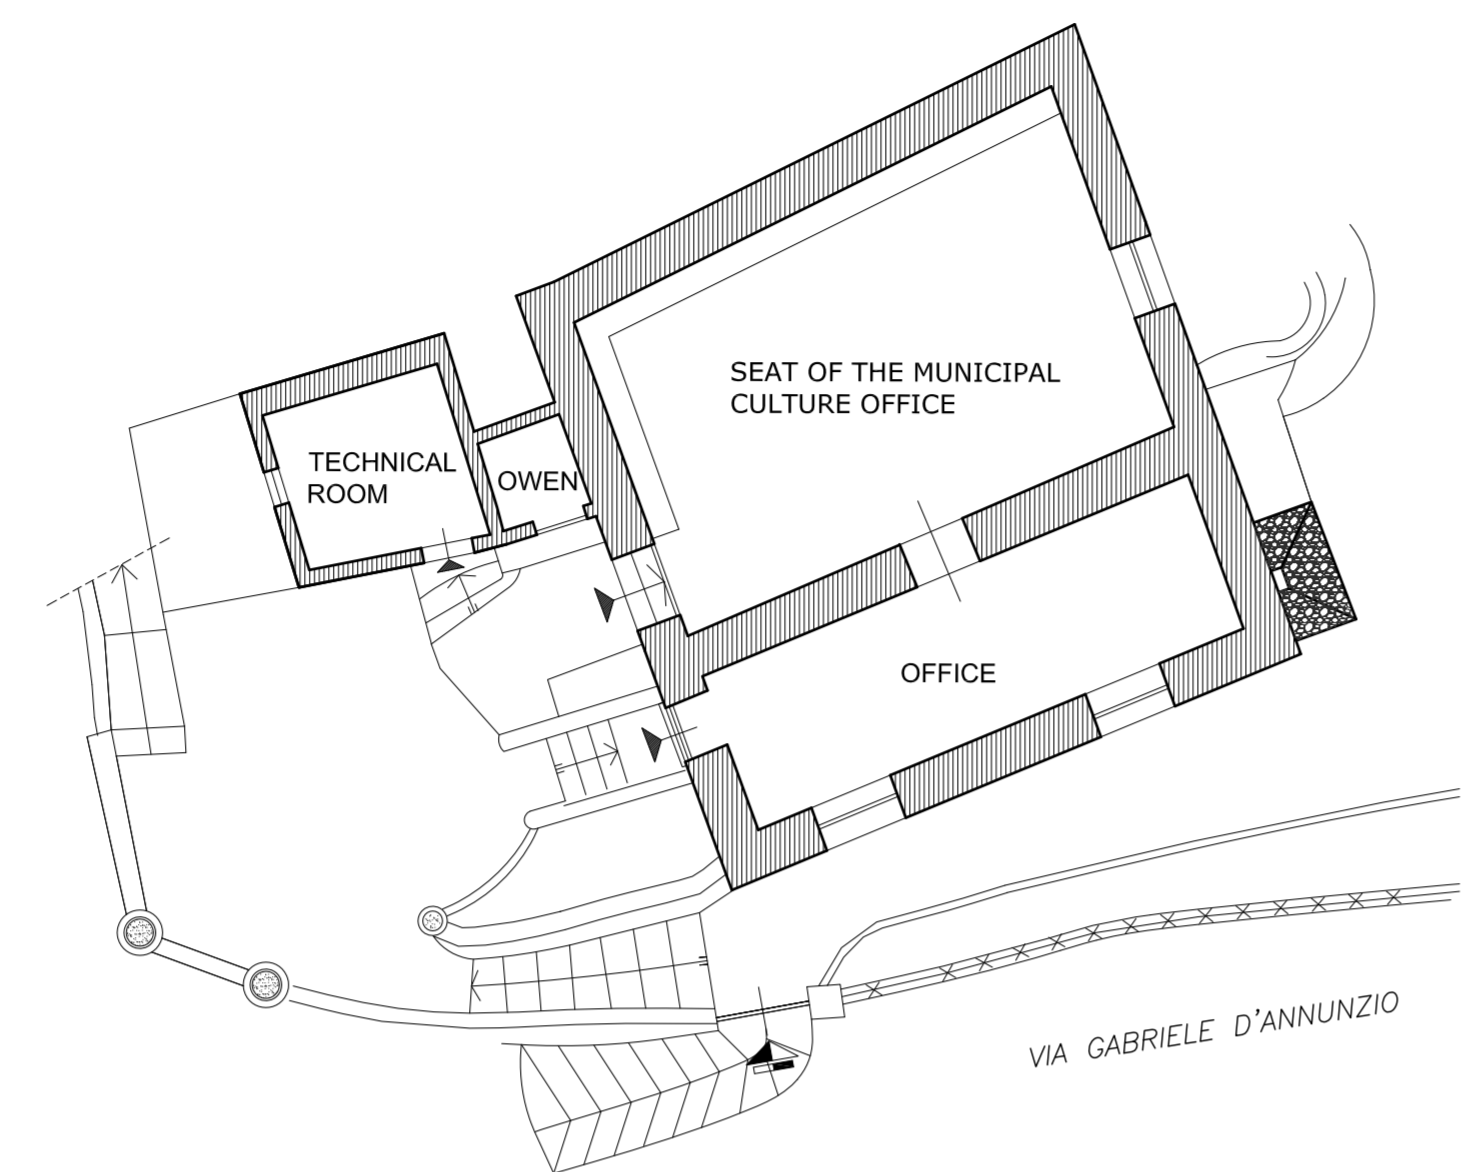 SEAT OF THE MUNICIPAL
CULTURE OFFICE
TECHNICAL
ROOM
OWEN
OFFICE
VIA GABRIELE D'ANNUNZIO